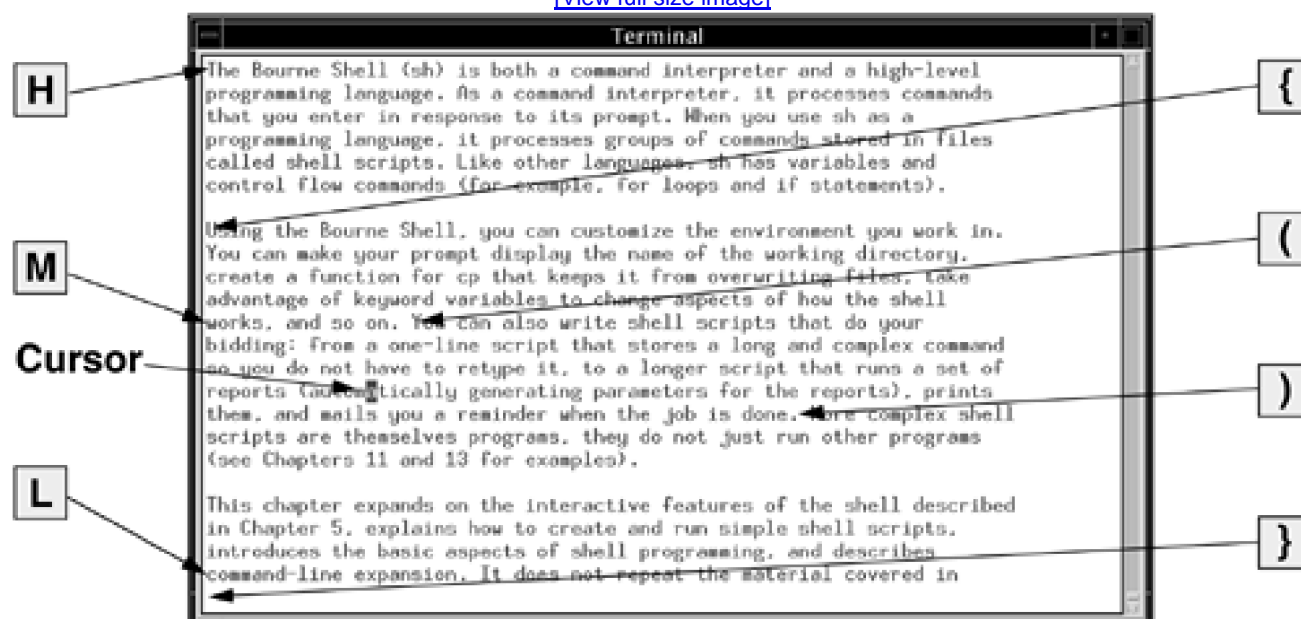 [View full size image]
Terminal
H
The Bourne Shell (sh) is both a command interpreter and a high-level
programming language. As a command interpreter, it processes commands
that you enter in response to its prompt. When you use sh as a
programming language, it processes groups of commands stored in files
called shell scripts. Like other languages, sh has variables and
control flow commands (for example, for loops and if statements).
{
Using the Bourne Shell, you can customize the environment you work in.
You can make your prompt display the name of the working directory,
create a function for cp that keeps it from overwriting files, take
advantage of keyword variables to change aspects of how the shell
works, and so on. You can also write shell scripts that do your
bidding: from a one-line script that stores a long and complex command
so you do not have to retype it, to a longer script that runs a set of
reports (automatically generating parameters for the reports), prints
them, and mails you a reminder when the job is done. More complex shell
scripts are themselves programs, they do not just run other programs
(see Chapters 11 and 13 for examples).
(
M
Cursor
)
This chapter expands on the interactive features of the shell described
in Chapter 5, explains how to create and run simple shell scripts,
introduces the basic aspects of shell programming, and describes
command-line expansion. It does not repeat the material covered in
L
}